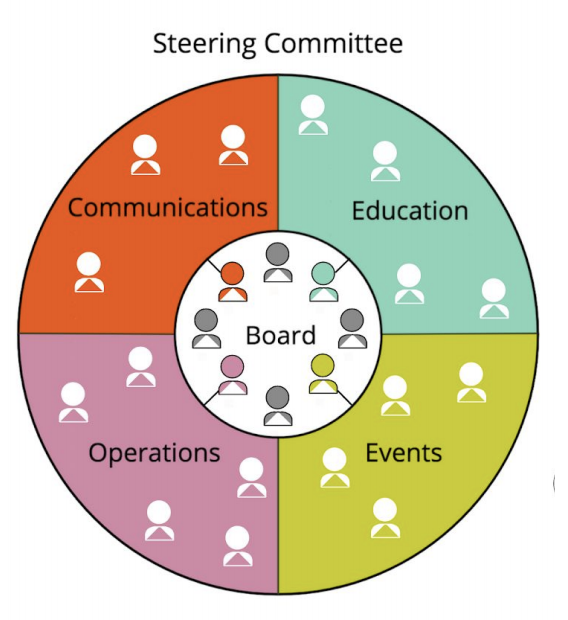 Steering Committee
Communications
Education
Board
Operations
Events